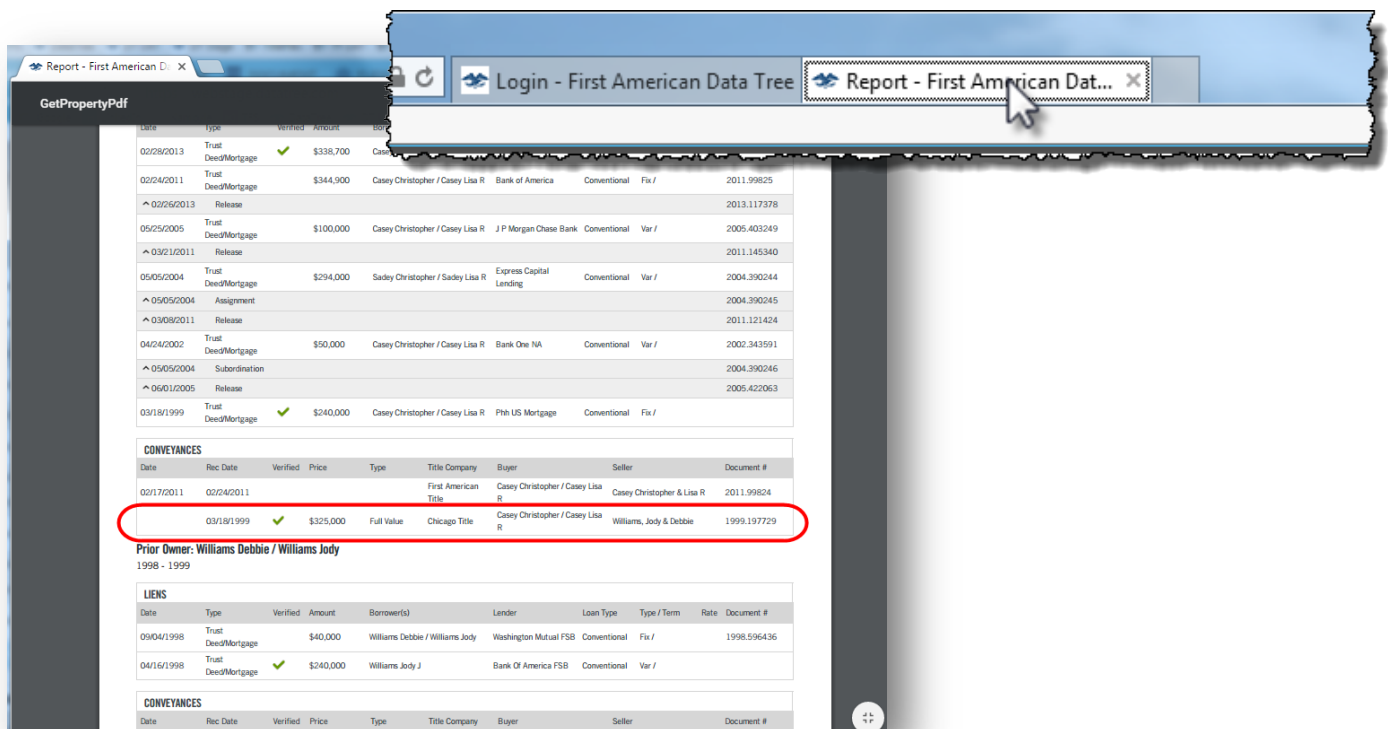 Login - First American Data Tree
Report - First American Dat...
Report - First American D
GetPropertyPdf
Date Type Verified Amount
02/28/2013 Trust Deed/Mortgage $338,700
02/24/2011 Trust Deed/Mortgage $344,900 Casey Christopher / Casey Lisa R Bank of America Conventional Fix / 2011.99825
02/26/2013 Release 2013.117378
05/25/2005 Trust Deed/Mortgage $100,000 Casey Christopher / Casey Lisa R J P Morgan Chase Bank Conventional Var / 2005.403249
03/21/2011 Release 2011.145340
05/05/2004 Trust Deed/Mortgage $294,000 Sadey Christopher / Sadey Lisa R Express Capital Lending Conventional Var / 2004.390244
05/05/2004 Assignment 2004.390245
03/08/2011 Release 2011.121424
04/24/2002 Trust Deed/Mortgage $50,000 Casey Christopher / Casey Lisa R Bank One NA Conventional Var / 2002.343591
05/05/2004 Subordination 2004.390246
06/01/2005 Release 2005.422063
03/18/1999 Trust Deed/Mortgage $240,000 Casey Christopher / Casey Lisa R Phh US Mortgage Conventional Fix /
CONVEYANCES
Date Rec Date Verified Price Type Title Company Buyer Seller Document #
02/17/2011 02/24/2011 First American Title Casey Christopher / Casey Lisa R Casey Christopher & Lisa R 2011.99824
03/18/1999 $325,000 Full Value Chicago Title Casey Christopher / Casey Lisa R Williams, Jody & Debbie 1999.197729
Prior Owner: Williams Debbie / Williams Jody
1998 - 1999
LIENS
Date Type Verified Amount Borrower(s) Lender Loan Type Type / Term Rate Document #
09/04/1998 Trust Deed/Mortgage $40,000 Williams Debbie / Williams Jody Washington Mutual FSB Conventional Fix / 1998.596436
04/16/1998 Trust Deed/Mortgage $240,000 Williams Jody J Bank Of America FSB Conventional Var /
CONVEYANCES
Date Rec Date Verified Price Type Title Company Buyer Seller Document #